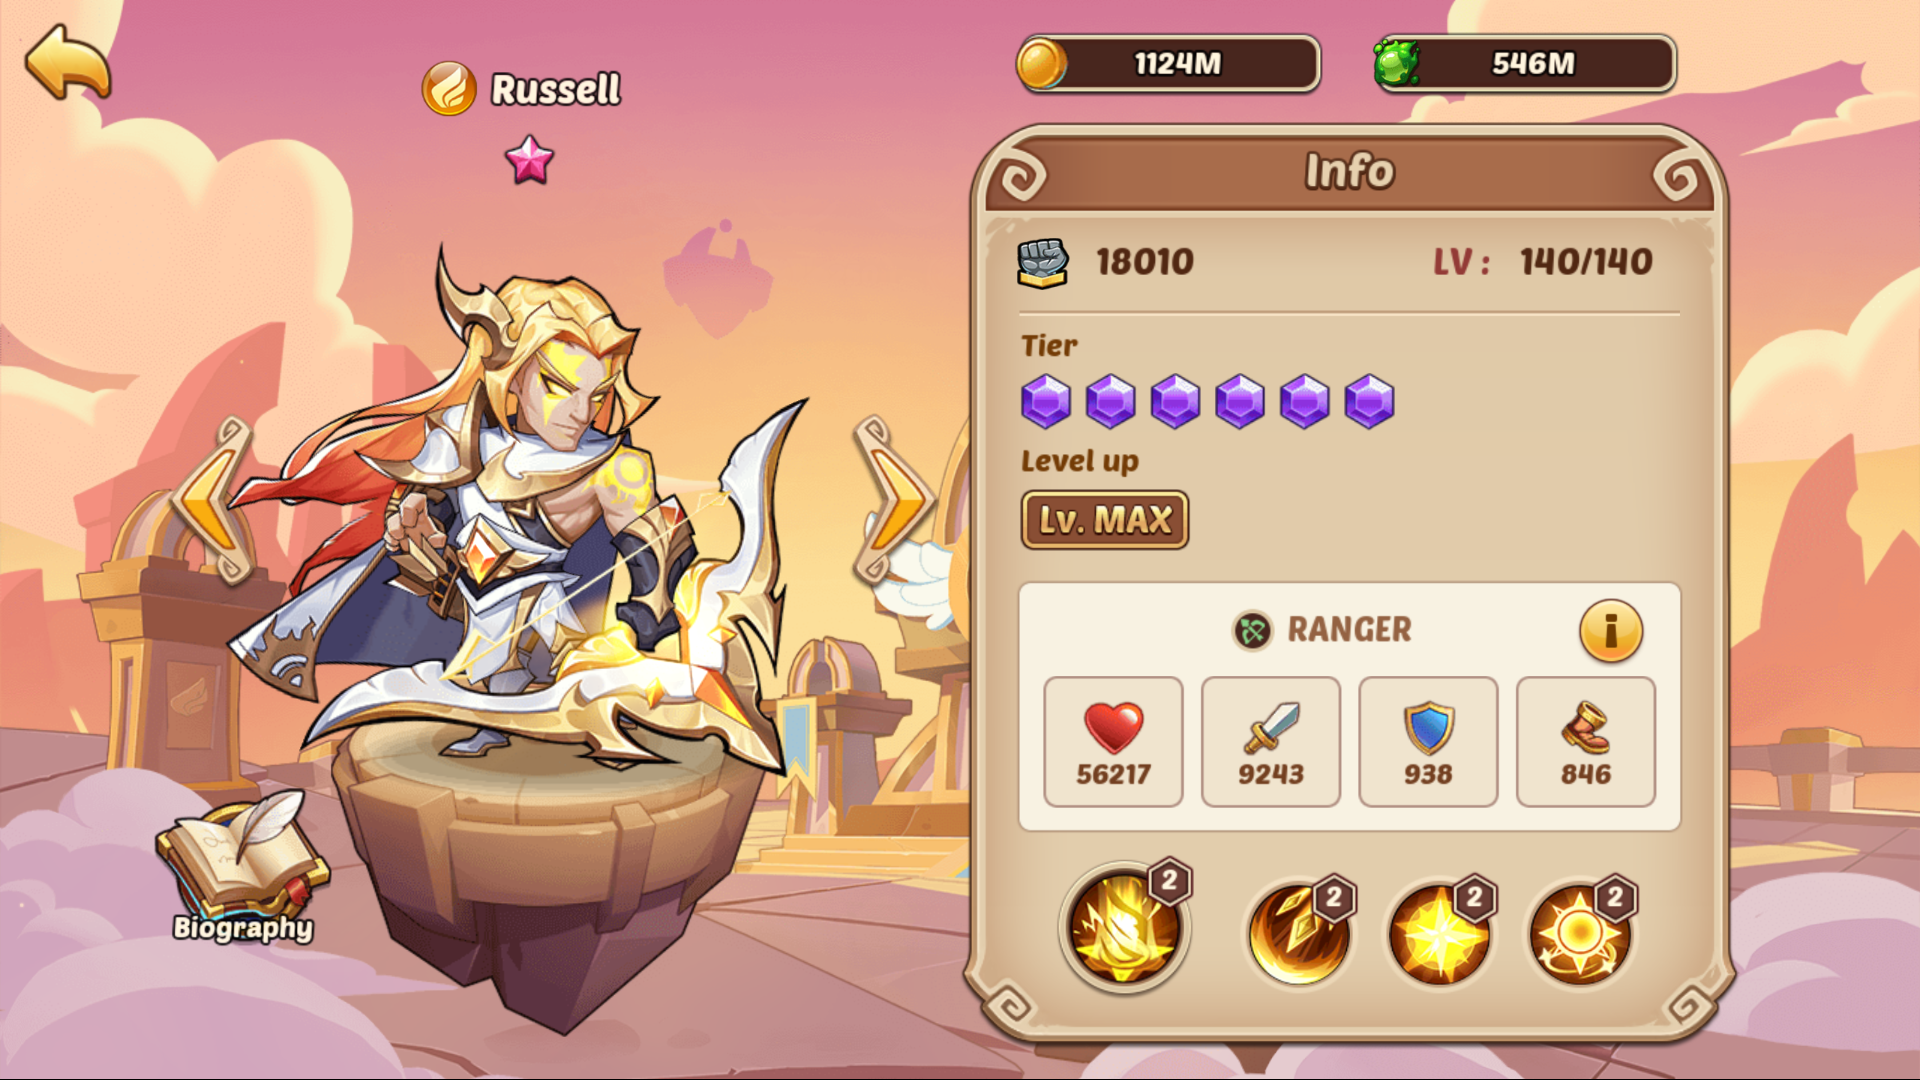 Russell
1124M
546M
Info
18010
LV : 140/140
Tier
Level up
Lv. MAX
RANGER
56217
9243
938
846
2
2
2
2
Biography